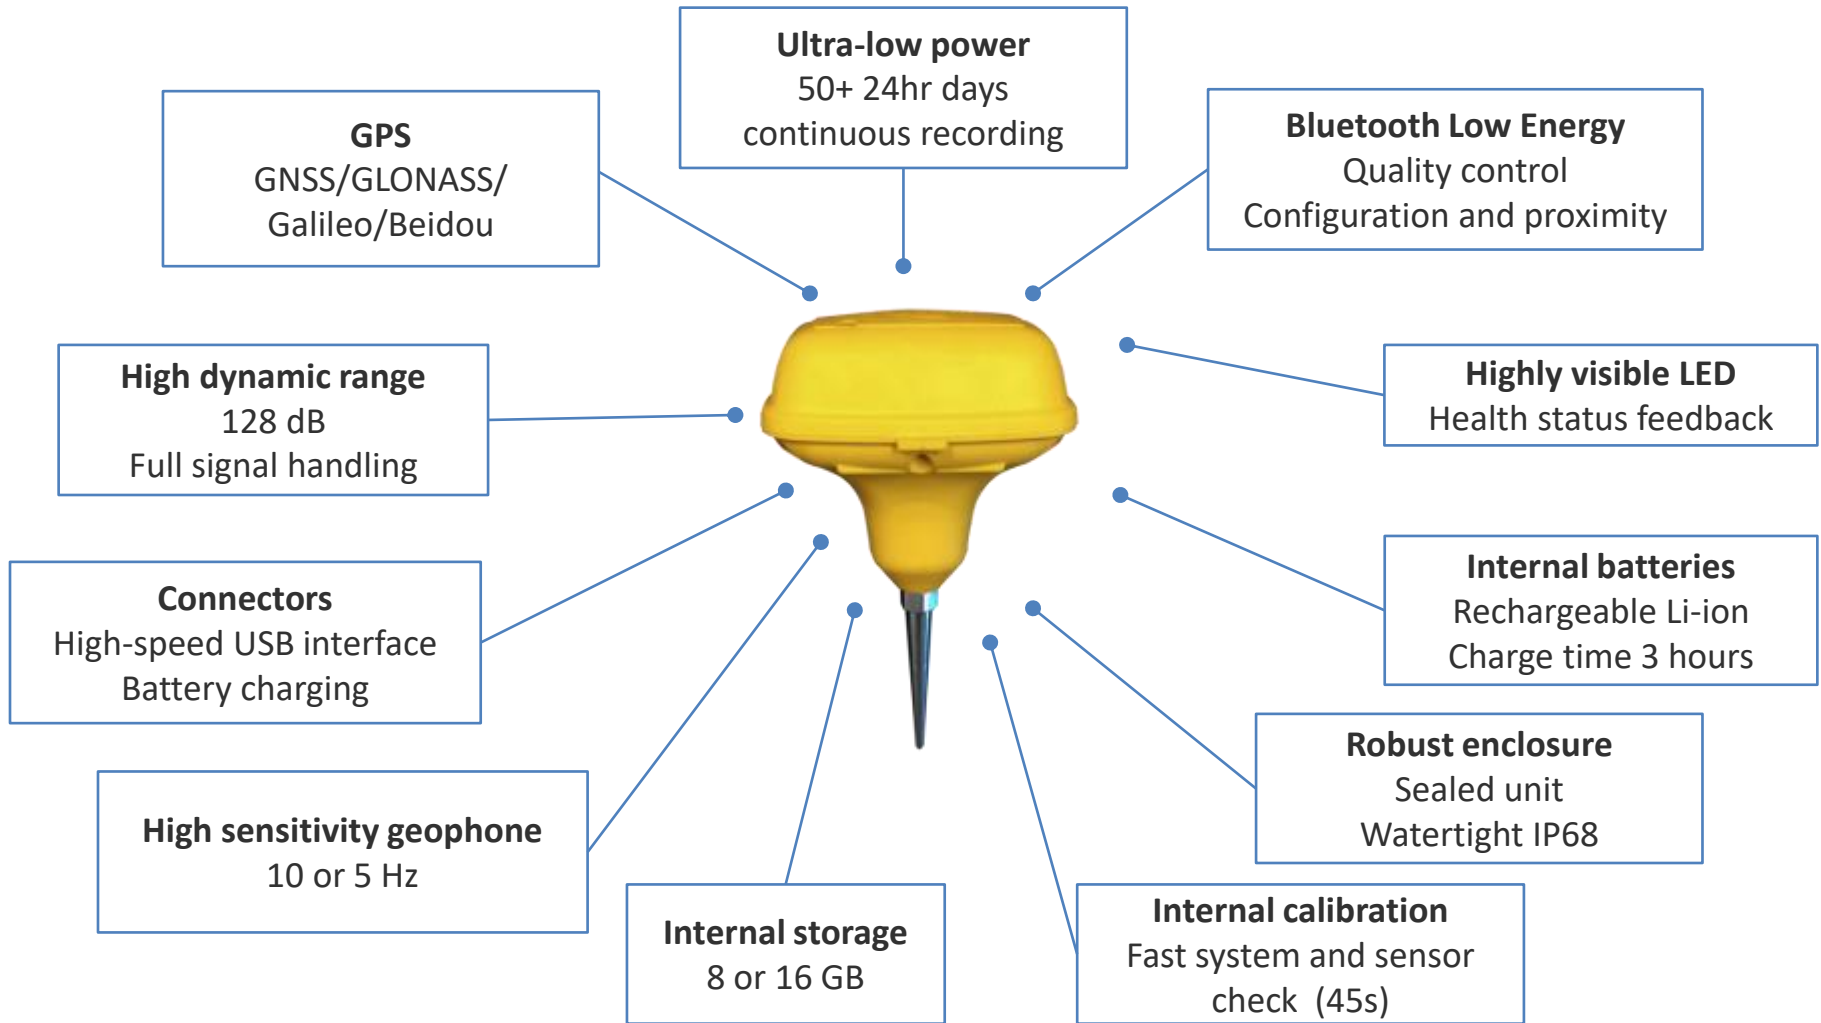 Ultra-low power
50+ 24hr days
continuous recording
GPS
GNSS/GLONASS/
Galileo/Beidou
Bluetooth Low Energy
Quality control
Configuration and proximity
High dynamic range
128 dB
Full signal handling
Highly visible LED
Health status feedback
Connectors
High-speed USB interface
Battery charging
Internal batteries
Rechargeable Li-ion
Charge time 3 hours
High sensitivity geophone
10 or 5 Hz
Robust enclosure
Sealed unit
Watertight IP68
Internal storage
8 or 16 GB
Internal calibration
Fast system and sensor
check (45s)